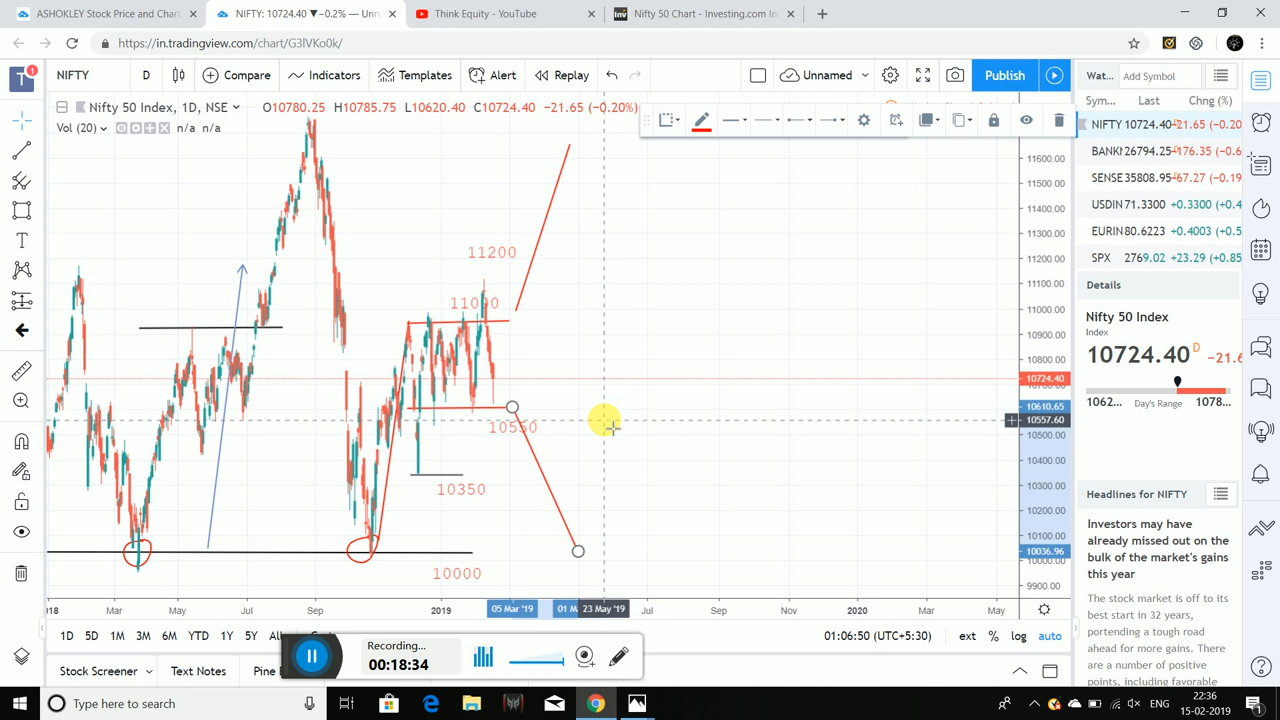 ASHOKLEY Stock Price and Chart
NIFTY: 10724.40 ▼−0.2% — Unn
Think Equity - YouTube
Nifty 50 Chart - Investing.com In
https://in.tradingview.com/chart/G3lVKo0k/
1
NIFTY
D
Compare
Indicators
Templates
Alert
Replay
Unnamed
Publish
Wat...
Add Symbol
Nifty 50 Index, 1D, NSE
O10780.25 H10785.75 L10620.40 C10724.40 −21.65 (−0.20%)
Vol (20)
n/a n/a
Sym...
Last
Chng (%)
NIFTY 10724.40 −21.65 (−0.20
BANKI 26794.25 −176.35 (−0.6
SENSE 35808.95 −67.27 (−0.19
USDIN 71.3300 +0.3300 (+0.4
EURIN 80.6223 +0.4003 (+0.5
SPX 2769.02 +23.29 (+0.85
Details
Nifty 50 Index
Index
10724.40 D −21.6
1062...
Day's Range
1078...
Headlines for NIFTY
Investors may have
already missed out on the
bulk of the market's gains
this year
The stock market is off to its
best start in 32 years,
portending a tough road
ahead for more gains. There
are a number of positive
points, including favorable
11600.00
11500.00
11400.00
11300.00
11200.00
11100.00
11000.00
10900.00
10800.00
10724.40
10610.65
10557.60
10500.00
10400.00
10300.00
10200.00
10100.00
10036.96
10000.00
9900.00
11200
11000
10550
10350
10000
2018
Mar
May
Jul
Sep
2019
05 Mar '19
01 M
23 May '19
Jul
Sep
Nov
2020
Mar
May
1D 5D 1M 3M 6M YTD 1Y 5Y All
01:06:50 (UTC+5:30)
ext % log auto
Recording...
00:18:34
Stock Screener
Text Notes
Pine E
Type here to search
ENG
22:36
15-02-2019